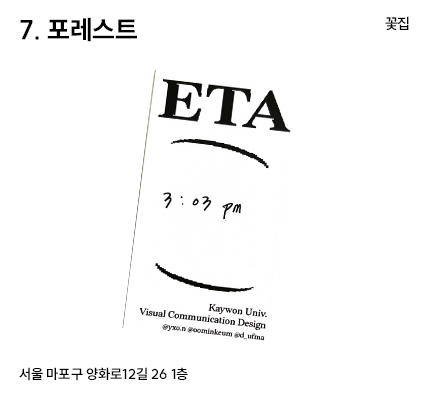 7. 포레스트
꽃집
ETA
3:03 pm
Kaywon Univ.
Visual Communication Design
@yxo.n @oominkeum @d_ufma
서울 마포구 양화로12길 26 1층